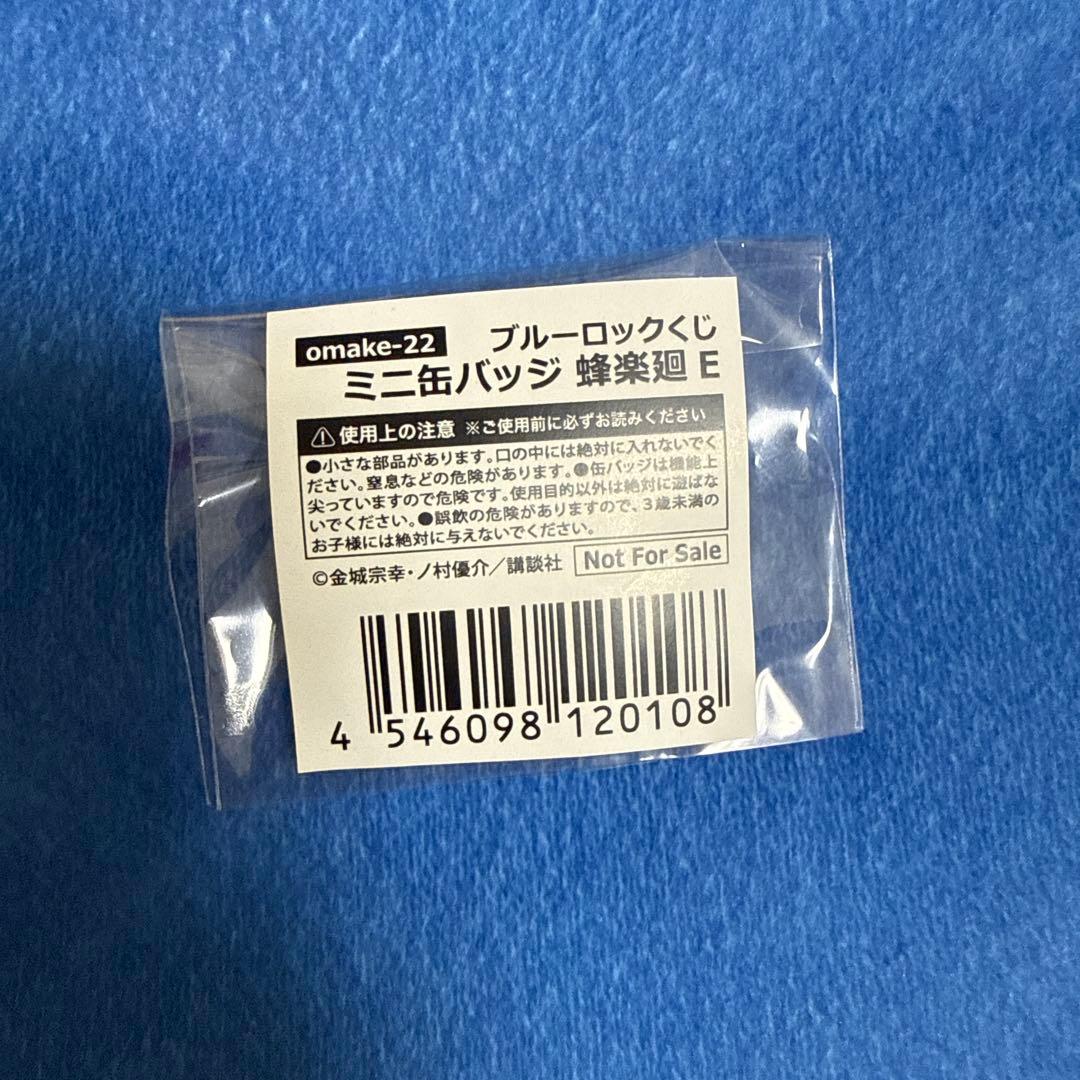 omake-22 ブルーロックくじ
ミニ缶バッジ 蜂楽廻 E
使用上の注意 ※ご使用前に必ずお読みください
●小さな部品があります。口の中には絶対に入れないでく
ださい。窒息などの危険があります。●缶バッジは機能上
尖っていますので危険です。使用目的以外は絶対に遊ばな
いでください。●誤飲の危険がありますので、3歳未満の
お子様には絶対に与えないでください。
©金城宗幸・ノ村優介／講談社 Not For Sale
4 546098 120108